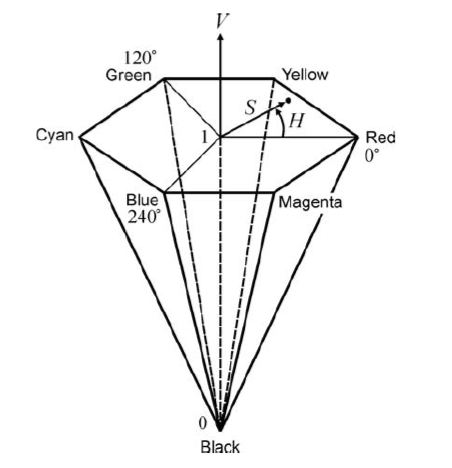 V
120°
Green
Yellow
S
H
Cyan
1
Red
0°
Blue
240°
Magenta
0
Black